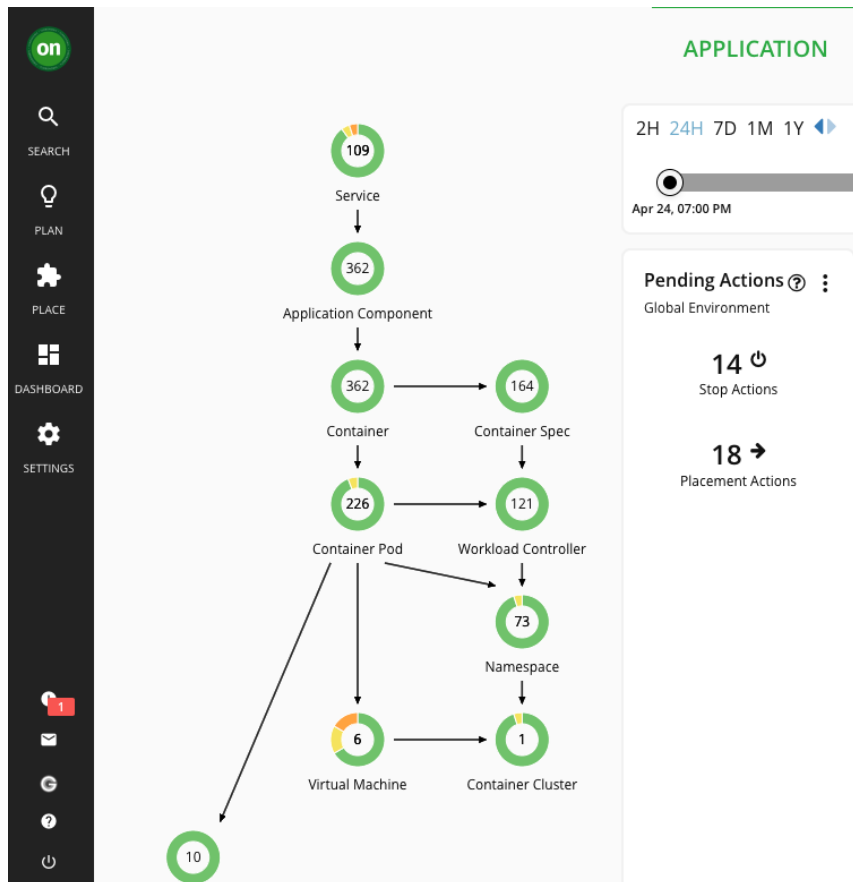 on
SEARCH
PLAN
PLACE
DASHBOARD
SETTINGS
1
G
?
109
Service
362
Application Component
362
164
Container
Container Spec
226
121
Container Pod
Workload Controller
73
Namespace
6
1
Virtual Machine
Container Cluster
10
APPLICATION
2H 24H 7D 1M 1Y
Apr 24, 07:00 PM
Pending Actions ?
Global Environment
14
Stop Actions
18
Placement Actions